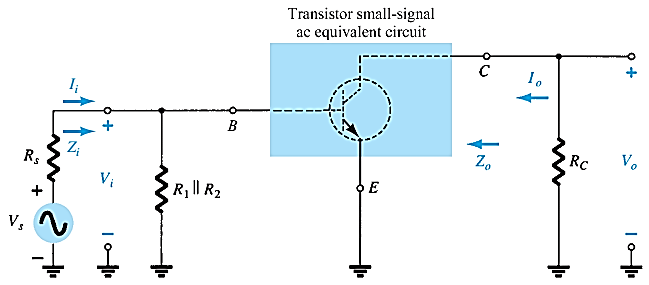 Transistor small-signal
ac equivalent circuit
C
I_i
I_o
+
+
B
Z_i
Z_o
R_s
R_C
V_o
V_i
R_1 || R_2
E
+
V_s
–
–
–